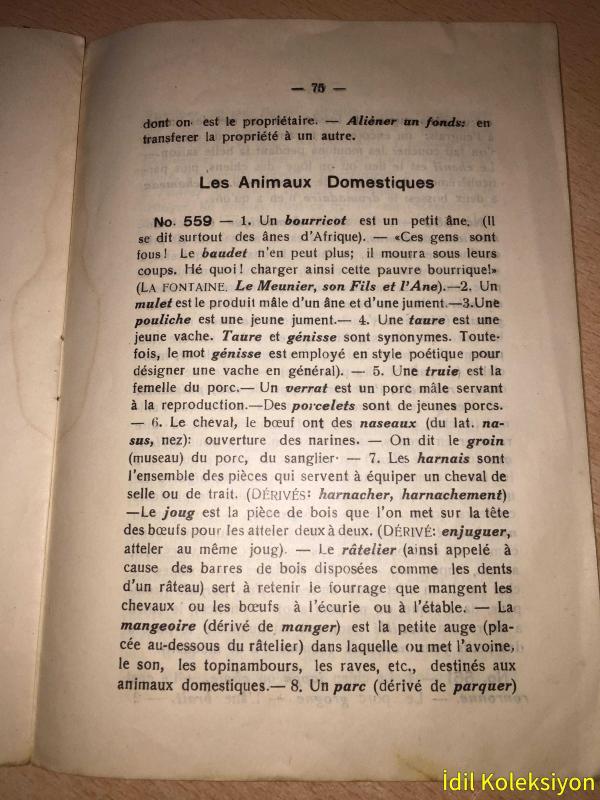 — 75 —
dont on est le propriétaire. — Aliéner un fonds: en
transferer la propriété à un autre.
Les Animaux Domestiques
No. 559 — 1. Un bourricot est un petit âne. (Il
se dit surtout des ânes d'Afrique). — «Ces gens sont
fous! Le baudet n'en peut plus; il mourra sous leurs
coups. Hé quoi! charger ainsi cette pauvre bourrique!»
(LA FONTAINE. Le Meunier, son Fils et l'Ane).—2. Un
mulet est le produit mâle d'un âne et d'une jument.—3.Une
pouliche est une jeune jument.— 4. Une taure est une
jeune vache. Taure et génisse sont synonymes. Toute-
fois, le mot génisse est employé en style poétique pour
désigner une vache en général). — 5. Une truie est la
femelle du porc.— Un verrat est un porc mâle servant
à la reproduction.—Des porcelets sont de jeunes porcs.
— 6. Le cheval, le bœuf ont des naseaux (du lat. na-
sus, nez): ouverture des narines. — On dit le groin
(museau) du porc, du sanglier· — 7. Les harnais sont
l'ensemble des pièces qui servent à équiper un cheval de
selle ou de trait. (DÉRIVÉS: harnacher, harnachement)
—Le joug est la pièce de bois que l'on met sur la tête
des bœufs pour les atteler deux à deux. (DÉRIVÉ: enjuguer,
atteler au même joug). — Le râtelier (ainsi appelé à
cause des barres de bois disposées comme les dents
d'un râteau) sert à retenir le fourrage que mangent les
chevaux ou les bœufs à l'écurie ou à l'étable. — La
mangeoire (dérivé de manger) est la petite auge (pla-
cée au-dessous du râtelier) dans laquelle ou met l'avoine,
le son, les topinambours, les raves, etc., destinés aux
animaux domestiques.— 8. Un parc (dérivé de parquer)
İdil Koleksiyon